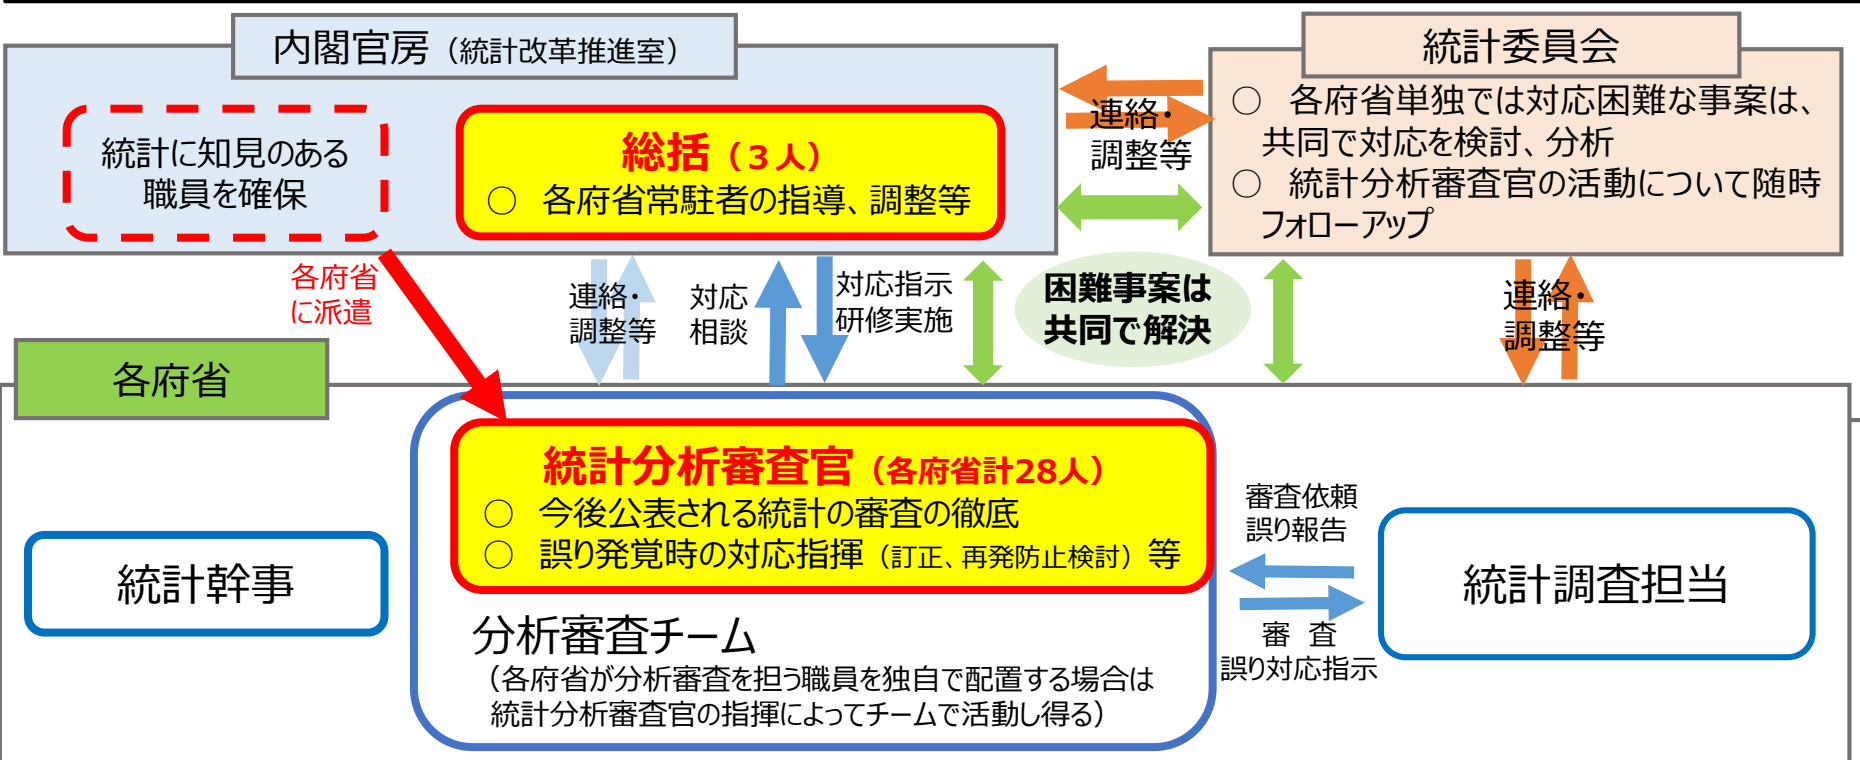 内閣官房（統計改革推進室）
統計委員会
統計に知見のある
職員を確保
総括（３人）
○　各府省常駐者の指導、調整等
連絡・
調整等
○　各府省単独では対応困難な事案は、
共同で対応を検討、分析
○　統計分析審査官の活動について随時
フォローアップ
各府省
に派遣
連絡・
調整等
対応
相談
対応指示
研修実施
困難事案は
共同で解決
連絡・
調整等
各府省
統計分析審査官（各府省計28人）
○　今後公表される統計の審査の徹底
○　誤り発覚時の対応指揮（訂正、再発防止検討）等
分析審査チーム
（各府省が分析審査を担う職員を独自で配置する場合は
統計分析審査官の指揮によってチームで活動し得る）
統計幹事
審査依頼
誤り報告
審　査
誤り対応指示
統計調査担当